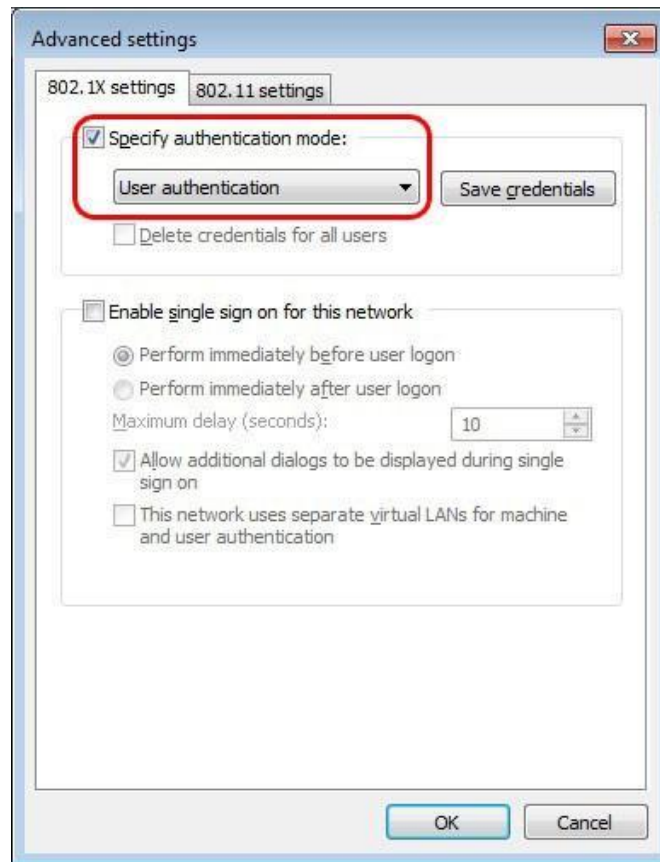 Advanced settings
802.1X settings
802.11 settings
Specify authentication mode:
User authentication
Save credentials
Delete credentials for all users
Enable single sign on for this network
Perform immediately before user logon
Perform immediately after user logon
Maximum delay (seconds):
10
Allow additional dialogs to be displayed during single
sign on
This network uses separate virtual LANs for machine
and user authentication
OK
Cancel